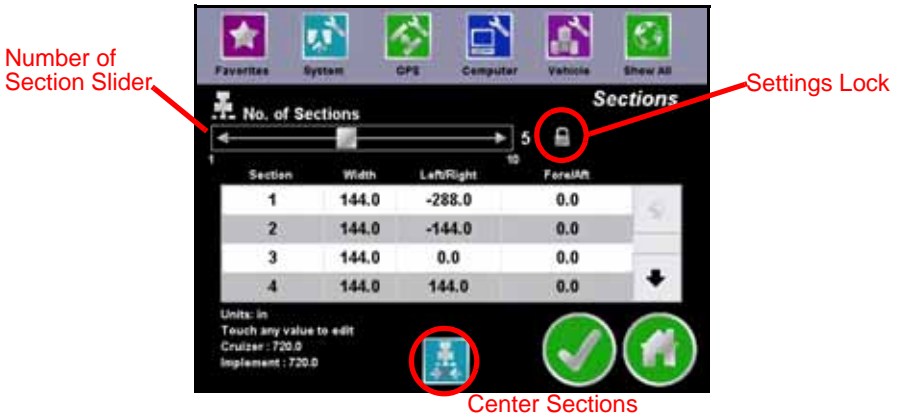 Number of
Section Slider
Settings Lock
Favorites System GPS Computer Vehicle Show All
Sections
No. of Sections
5
1 10
Section Width Left/Right Fore/Aft
1 144.0 -288.0 0.0
2 144.0 -144.0 0.0
3 144.0 0.0 0.0
4 144.0 144.0 0.0
Units: in
Touch any value to edit
Cruizer : 720.0
Implement : 720.0
Center Sections